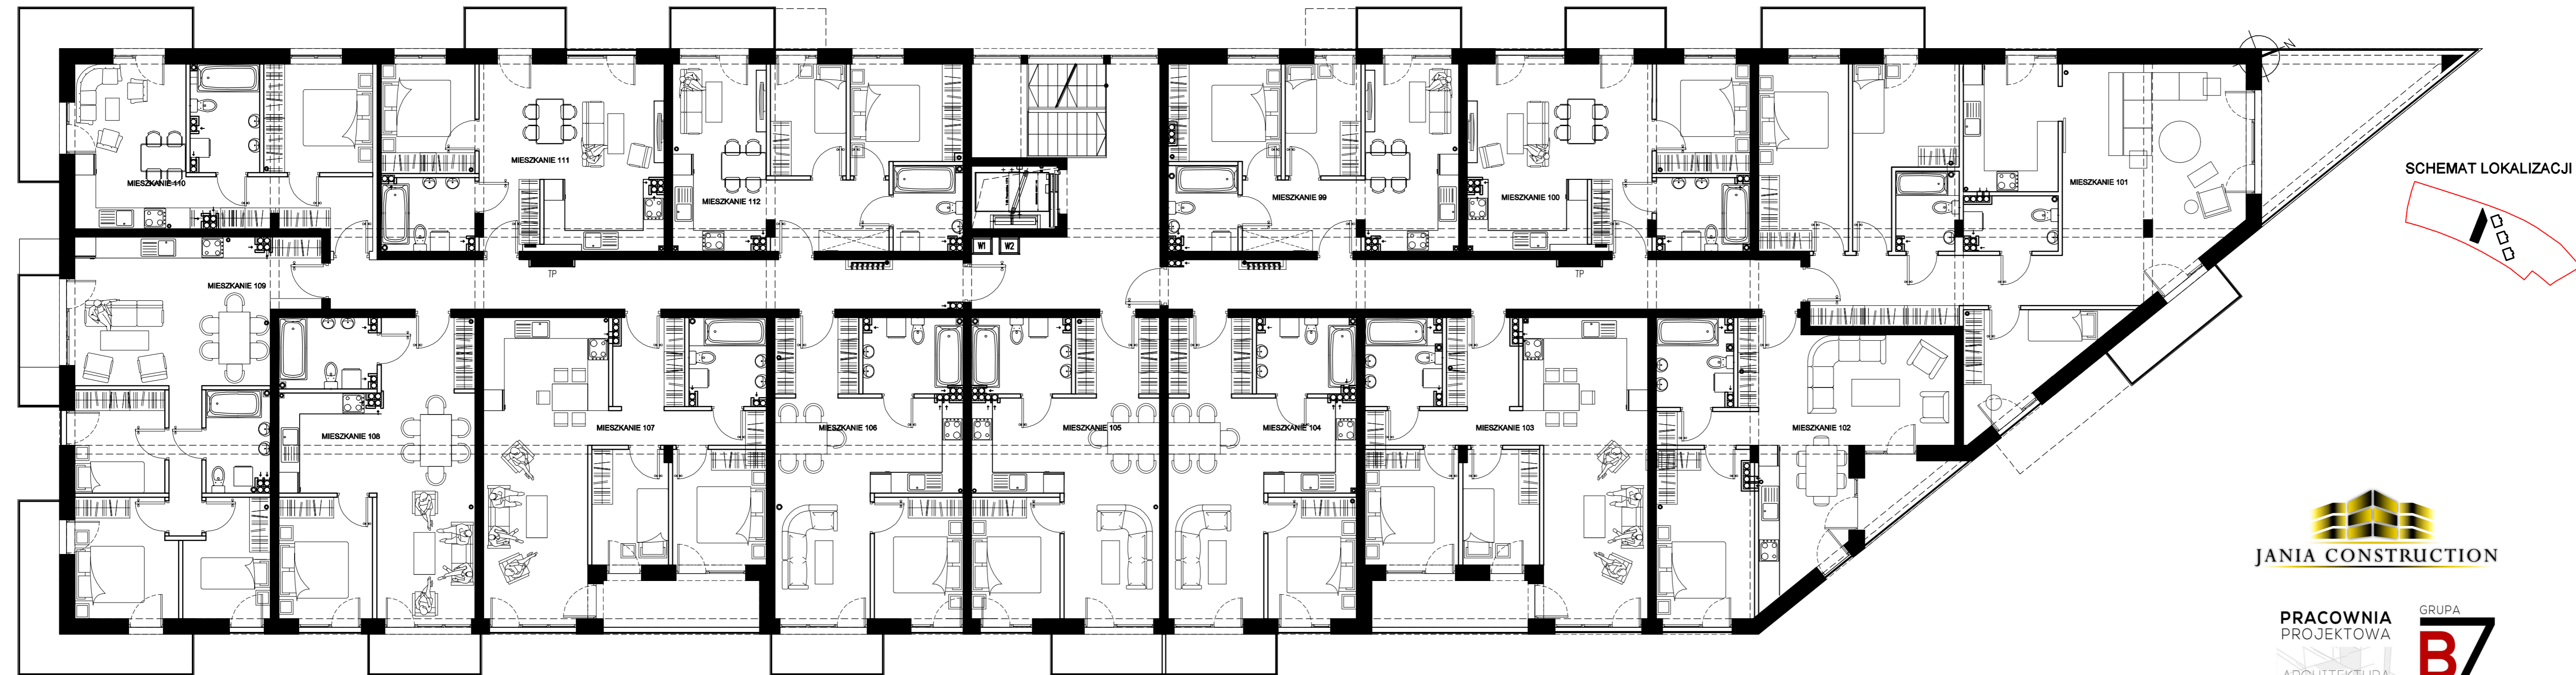 N
MIESZKANIE 110
MIESZKANIE 111
MIESZKANIE 112
MIESZKANIE 99
MIESZKANIE 100
MIESZKANIE 101
SCHEMAT LOKALIZACJI
W1 W2
TP
TP
MIESZKANIE 109
MIESZKANIE 108
MIESZKANIE 107
MIESZKANIE 106
MIESZKANIE 105
MIESZKANIE 104
MIESZKANIE 103
MIESZKANIE 102
JANIA CONSTRUCTION
PRACOWNIA
PROJEKTOWA
ARCHITEKTURA
GRUPA
B7